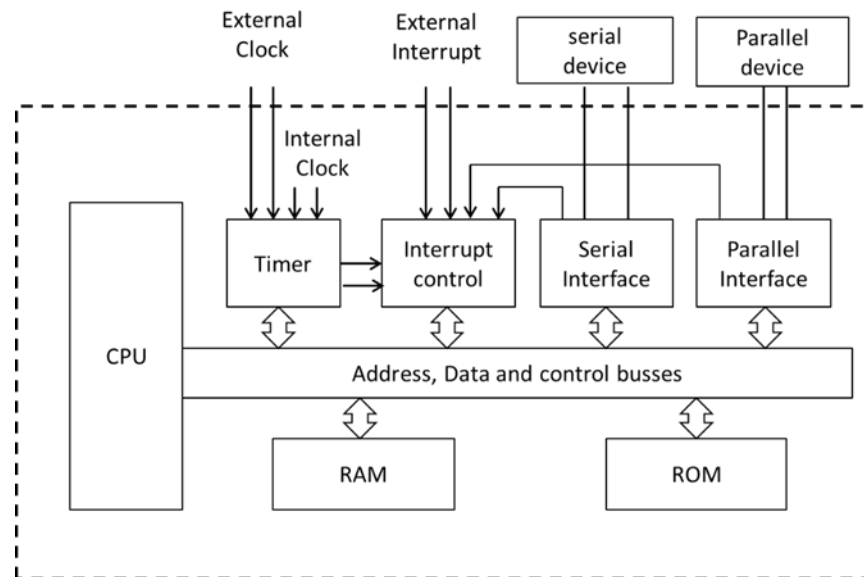 External
Clock
External
Interrupt
serial
device
Parallel
device
Internal
Clock
Timer
Interrupt
control
Serial
Interface
Parallel
Interface
CPU
Address, Data and control busses
RAM
ROM